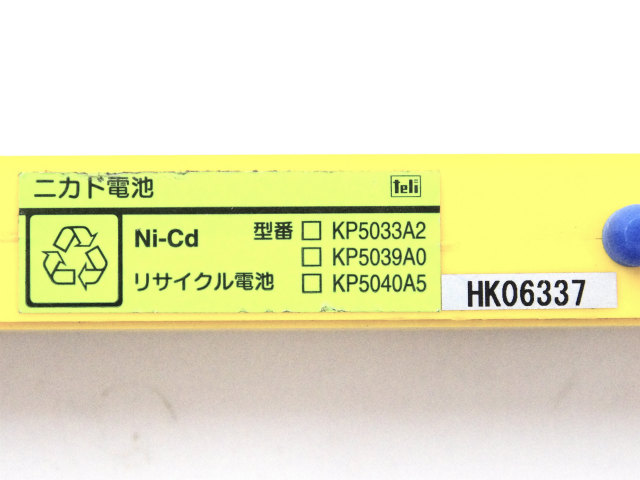 ニカド電池 teli
Ni-Cd 型番 □ KP5033A2
□ KP5039A0
リサイクル電池 □ KP5040A5
HK06337